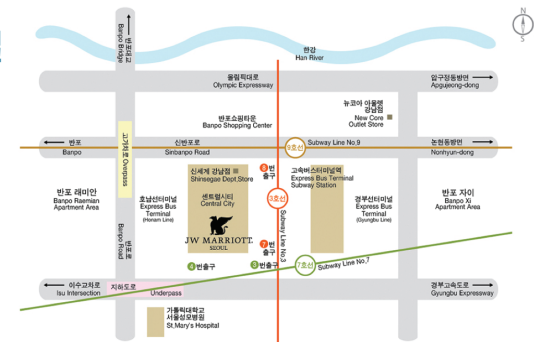 N
S
반포대교
Banpo Bridge
한강
Han River
올림픽대로
Olympic Expressway
압구정동방면
Apgujeong-dong
뉴코아 아울렛
강남점
New Core
Outlet Store
반포쇼핑타운
Banpo Shopping Center
고가차로 Overpass
반포
Banpo
신반포로
Sinbanpo Road
9호선
Subway Line No.9
논현동방면
Nonhyun-dong
신세계 강남점
Shinsegae Dept.Store
8번
출구
고속버스터미널역
Express Bus Terminal
Subway Station
반포 래미안
Banpo Raemian
Apartment Area
호남선터미널
Express Bus
Terminal
(Honam Line)
센트럴시티
Central City
3호선
경부선터미널
Express Bus
Terminal
(Gyungbu Line)
반포 자이
Banpo Xi
Apartment Area
JW MARRIOTT
SEOUL
반포로
Banpo Road
Subway Line No.3
7번
출구
4번출구
3번출구
7호선
Subway Line No.7
이수교차로
Isu Intersection
지하도로
Underpass
경부고속도로
Gyungbu Expressway
가톨릭대학교
서울성모병원
St,Mary's Hospital